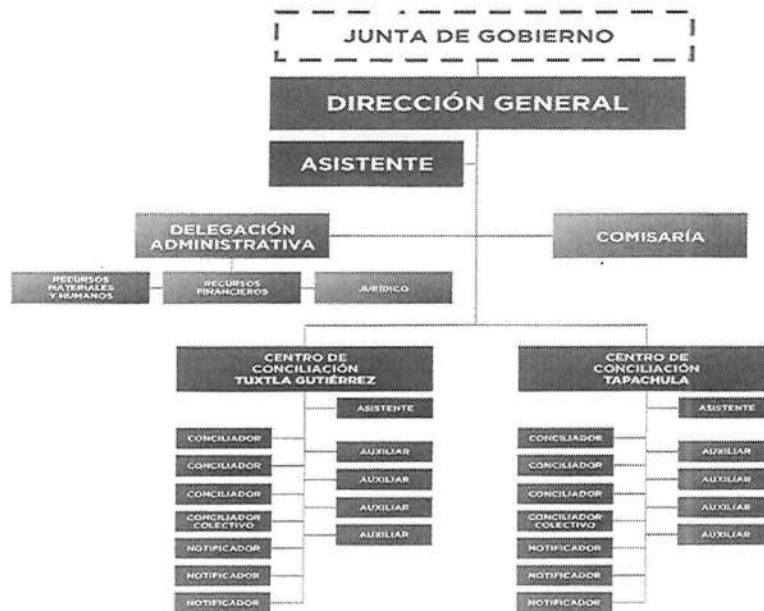 JUNTA DE GOBIERNO
DIRECCIÓN GENERAL
ASISTENTE
DELEGACIÓN
ADMINISTRATIVA
COMISARÍA
RECURSOS
MATERIALES
Y HUMANOS
RECURSOS
FINANCIEROS
JURÍDICO
CENTRO DE
CONCILIACIÓN
TUXTLA GUTIÉRREZ
ASISTENTE
CONCILIADOR
AUXILIAR
CONCILIADOR
AUXILIAR
CONCILIADOR
AUXILIAR
CONCILIADOR
COLECTIVO
AUXILIAR
NOTIFICADOR
NOTIFICADOR
NOTIFICADOR
CENTRO DE
CONCILIACIÓN
TAPACHULA
ASISTENTE
CONCILIADOR
AUXILIAR
CONCILIADOR
AUXILIAR
CONCILIADOR
AUXILIAR
CONCILIADOR
COLECTIVO
AUXILIAR
NOTIFICADOR
NOTIFICADOR
NOTIFICADOR